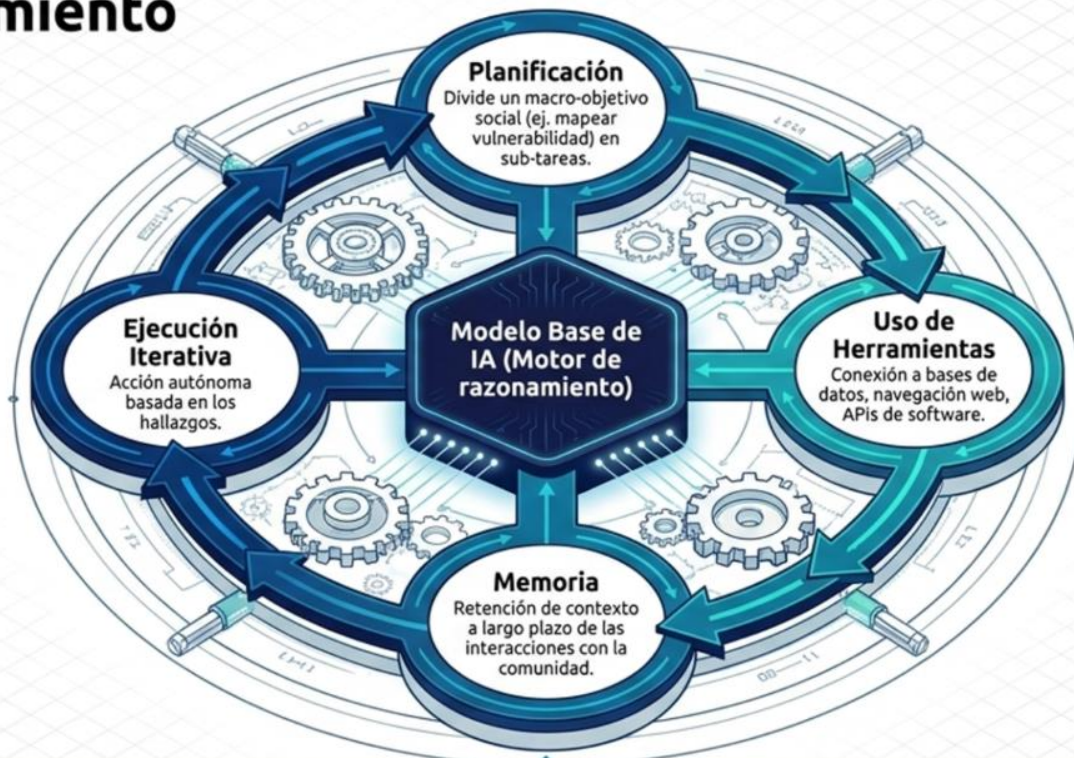 miento
Planificación
Divide un macro-objetivo
social (ej. mapear
vulnerabilidad) en
sub-tareas.
Ejecución
Iterativa
Acción autónoma
basada en los
hallazgos.
Modelo Base de
IA (Motor de
razonamiento)
Uso de
Herramientas
Conexión a bases de
datos, navegación web,
APIs de software.
Memoria
Retención de contexto
a largo plazo de las
interacciones con la
comunidad.